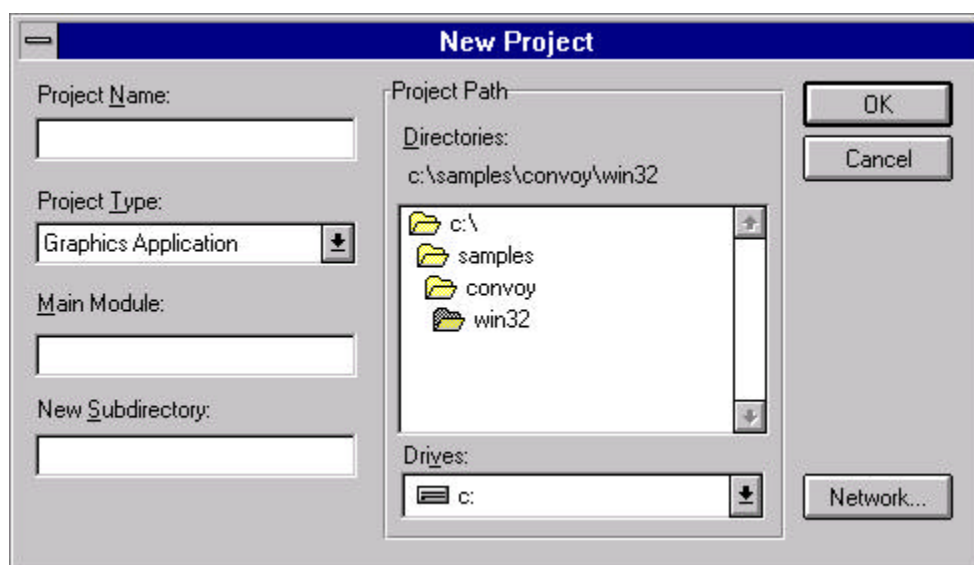 New Project
Project Name:
Project Type:
Graphics Application
Main Module:
New Subdirectory:
Project Path
Directories:
c:\samples\convoy\win32
c:\
samples
convoy
win32
Drives:
c:
OK
Cancel
Network...